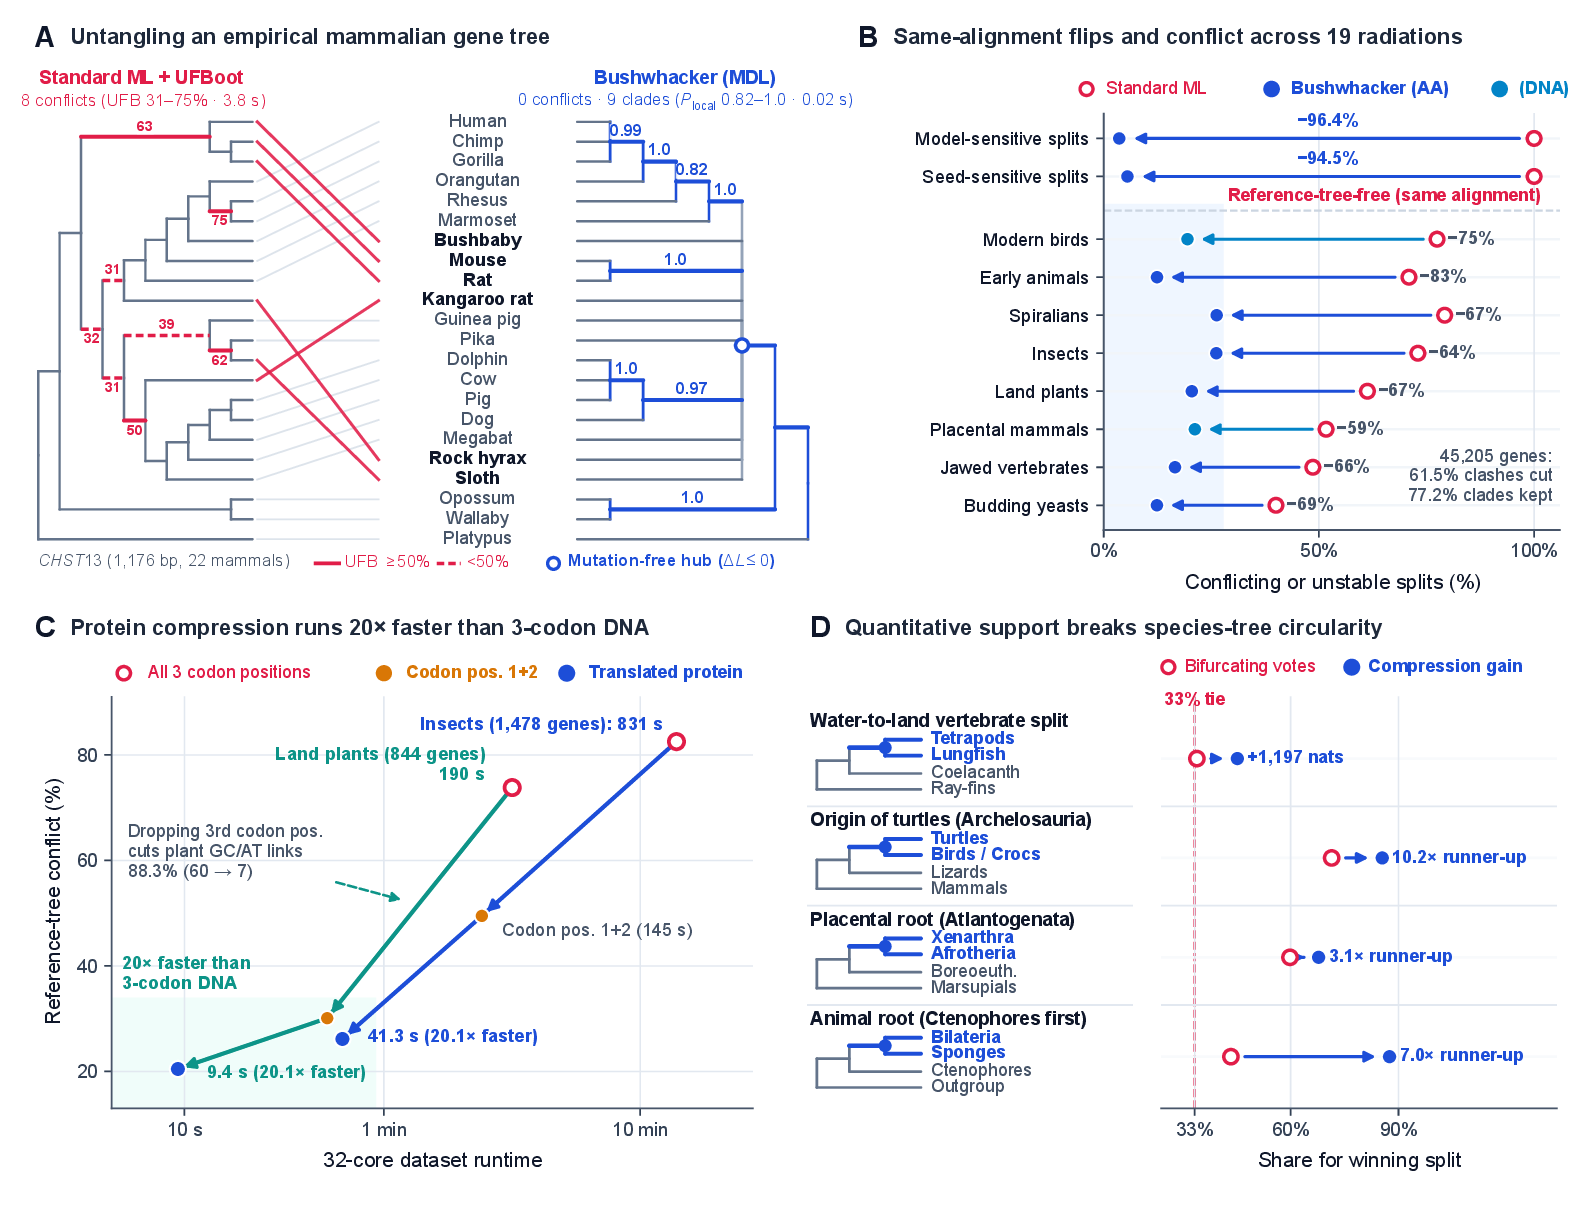 A Untangling an empirical mammalian gene tree
Standard ML + UFBoot
8 conflicts (UFB 31–75% · 3.8 s)
Bushwhacker (MDL)
0 conflicts · 9 clades (Plocal 0.82–1.0 · 0.02 s)
63
75
31
32
39
62
31
50
Human
Chimp
Gorilla
Orangutan
Rhesus
Marmoset
Bushbaby
Mouse
Rat
Kangaroo rat
Guinea pig
Pika
Dolphin
Cow
Pig
Dog
Megabat
Rock hyrax
Sloth
Opossum
Wallaby
Platypus
0.99
1.0
0.82
1.0
1.0
1.0
0.97
1.0
CHST13 (1,176 bp, 22 mammals)
UFB ≥50%
<50%
Mutation-free hub (ΔL ≤ 0)
B Same-alignment flips and conflict across 19 radiations
Standard ML
Bushwhacker (AA)
(DNA)
Model-sensitive splits
−96.4%
Seed-sensitive splits
−94.5%
Reference-tree-free (same alignment)
Modern birds
−75%
Early animals
−83%
Spiralians
−67%
Insects
−64%
Land plants
−67%
Placental mammals
−59%
Jawed vertebrates
−66%
Budding yeasts
−69%
45,205 genes:
61.5% clashes cut
77.2% clades kept
0%
50%
100%
Conflicting or unstable splits (%)
C Protein compression runs 20× faster than 3-codon DNA
All 3 codon positions
Codon pos. 1+2
Translated protein
Insects (1,478 genes): 831 s
Land plants (844 genes)
190 s
Dropping 3rd codon pos.
cuts plant GC/AT links
88.3% (60 → 7)
Codon pos. 1+2 (145 s)
20× faster than
3-codon DNA
41.3 s (20.1× faster)
9.4 s (20.1× faster)
80
60
40
20
Reference-tree conflict (%)
10 s
1 min
10 min
32-core dataset runtime
D Quantitative support breaks species-tree circularity
Bifurcating votes
Compression gain
33% tie
Water-to-land vertebrate split
Tetrapods
Lungfish
Coelacanth
Ray-fins
+1,197 nats
Origin of turtles (Archelosauria)
Turtles
Birds / Crocs
Lizards
Mammals
10.2× runner-up
Placental root (Atlantogenata)
Xenarthra
Afrotheria
Boreoeuth.
Marsupials
3.1× runner-up
Animal root (Ctenophores first)
Bilateria
Sponges
Ctenophores
Outgroup
7.0× runner-up
33%
60%
90%
Share for winning split